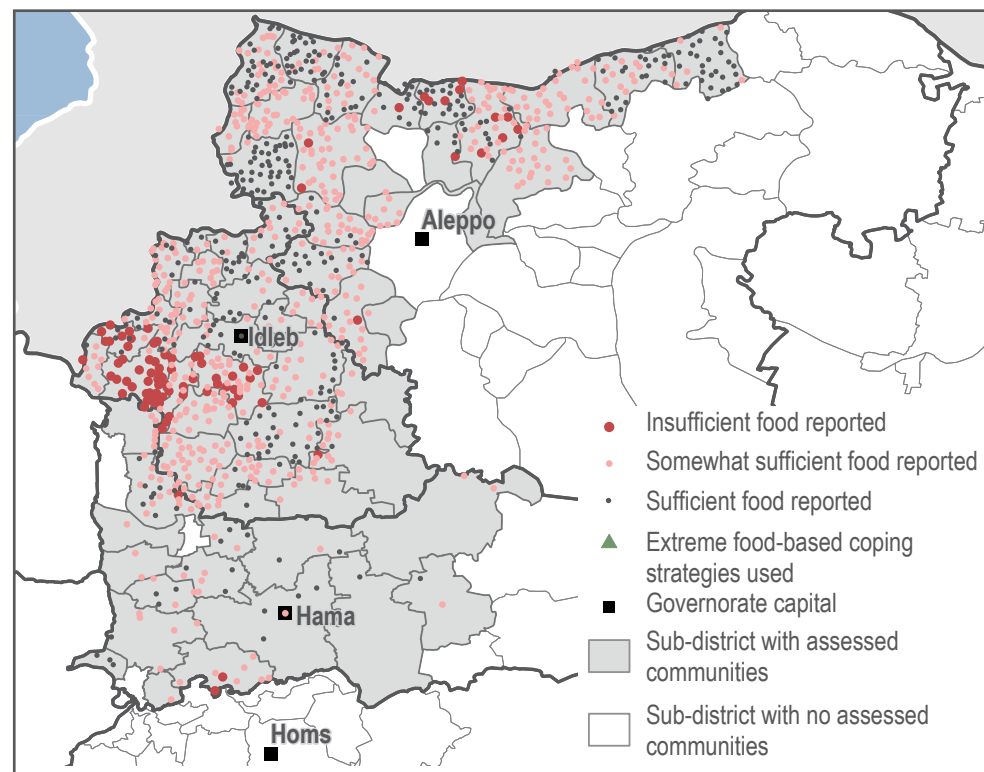 Aleppo
Idleb
Insufficient food reported
Somewhat sufficient food reported
Sufficient food reported
Extreme food-based coping
strategies used
Governorate capital
Hama
Sub-district with assessed
communities
Sub-district with no assessed
communities
Homs